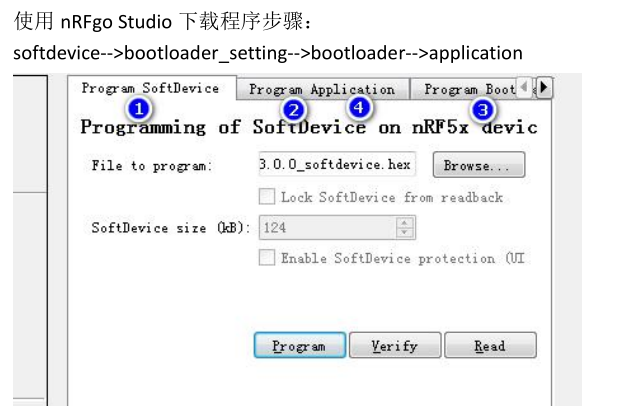 使用 nRFgo Studio 下载程序步骤：
softdevice-->bootloader_setting-->bootloader-->application
Program SoftDevice Program Application Program Boot
1 2 4 3
Programming of SoftDevice on nRF5x devic
File to program: 3.0.0_softdevice.hex Browse...
Lock SoftDevice from readback
SoftDevice size (kB): 124
Enable SoftDevice protection (UI
Program Verify Read